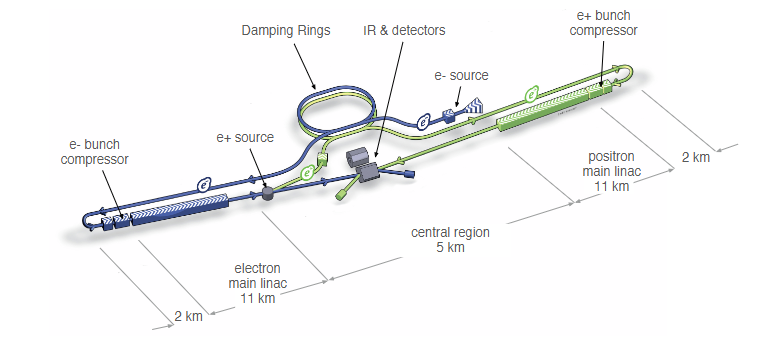 e+ bunch
compressor
Damping Rings
IR & detectors
e- source
e-
e+
e+ source
e- bunch
compressor
e+
e-
positron
main linac
11 km
2 km
central region
5 km
electron
main linac
11 km
2 km